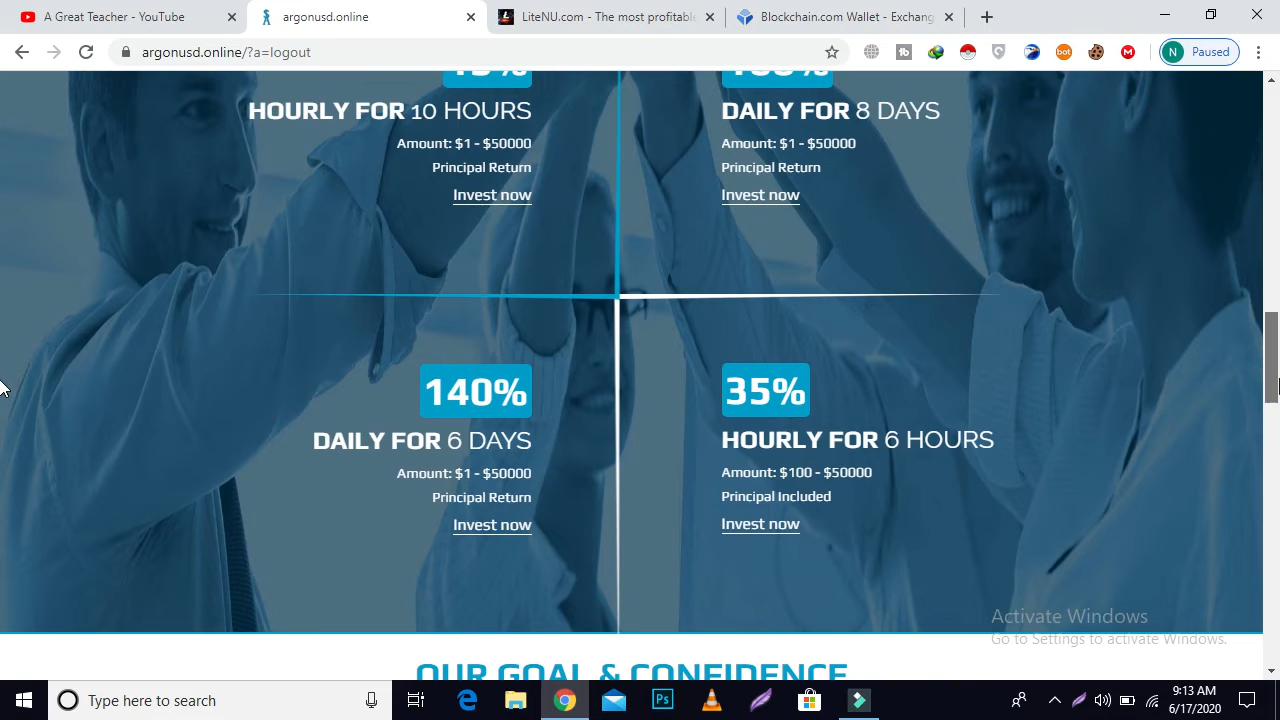 A Great Teacher - YouTube
argonusd.online
LiteNU.com - The most profitable
Blockchain.com Wallet - Exchang
argonusd.online/?a=logout
N Paused
HOURLY FOR 10 HOURS
Amount: $1 - $50000
Principal Return
Invest now
DAILY FOR 8 DAYS
Amount: $1 - $50000
Principal Return
Invest now
140%
DAILY FOR 6 DAYS
Amount: $1 - $50000
Principal Return
Invest now
35%
HOURLY FOR 6 HOURS
Amount: $100 - $50000
Principal Included
Invest now
Activate Windows
Go to Settings to activate Windows.
OUR GOAL & CONFIDENCE
Type here to search
Ps
9:13 AM
6/17/2020